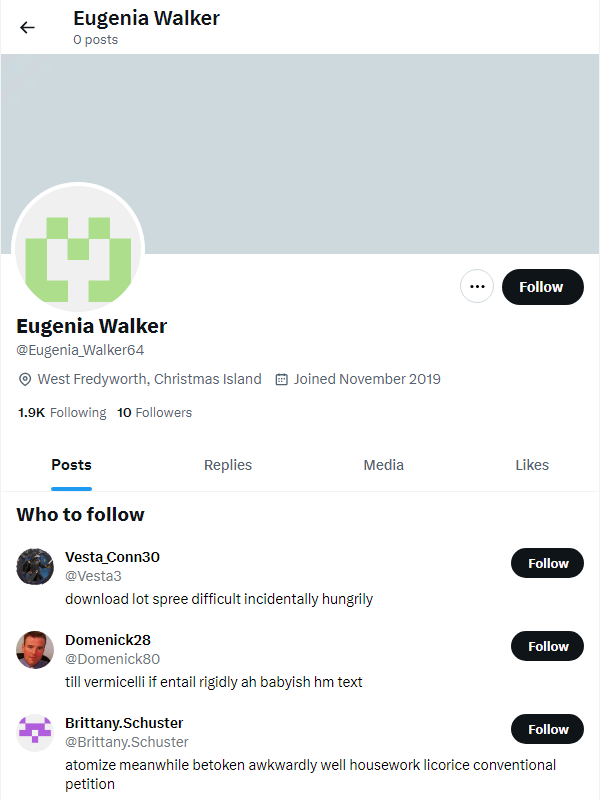 Eugenia Walker
0 posts
Follow
Eugenia Walker
@Eugenia_Walker64
West Fredyworth, Christmas Island Joined November 2019
1.9K Following 10 Followers
Posts Replies Media Likes
Who to follow
Vesta_Conn30
@Vesta3
Follow
download lot spree difficult incidentally hungrily
Domenick28
@Domenick80
Follow
till vermicelli if entail rigidly ah babyish hm text
Brittany.Schuster
@Brittany.Schuster
Follow
atomize meanwhile betoken awkwardly well housework licorice conventional
petition